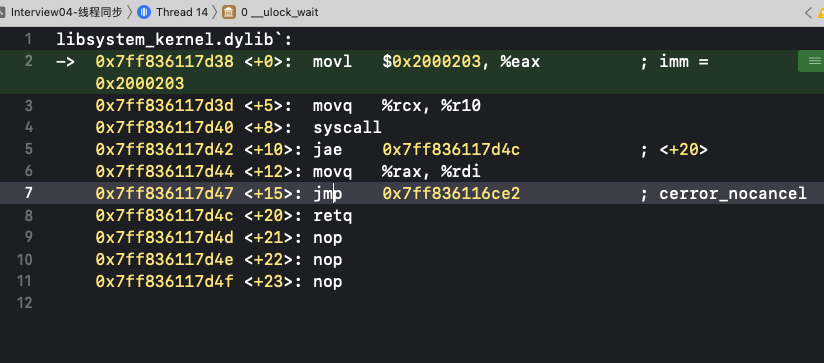 Interview04-线程同步 〉 Thread 14 〉 0 __ulock_wait
1 libsystem_kernel.dylib`:
2 -> 0x7ff836117d38 <+0>: movl $0x2000203, %eax ; imm =
0x2000203
3 0x7ff836117d3d <+5>: movq %rcx, %r10
4 0x7ff836117d40 <+8>: syscall
5 0x7ff836117d42 <+10>: jae 0x7ff836117d4c ; <+20>
6 0x7ff836117d44 <+12>: movq %rax, %rdi
7 0x7ff836117d47 <+15>: jmp 0x7ff836116ce2 ; cerror_nocancel
8 0x7ff836117d4c <+20>: retq
9 0x7ff836117d4d <+21>: nop
10 0x7ff836117d4e <+22>: nop
11 0x7ff836117d4f <+23>: nop
12